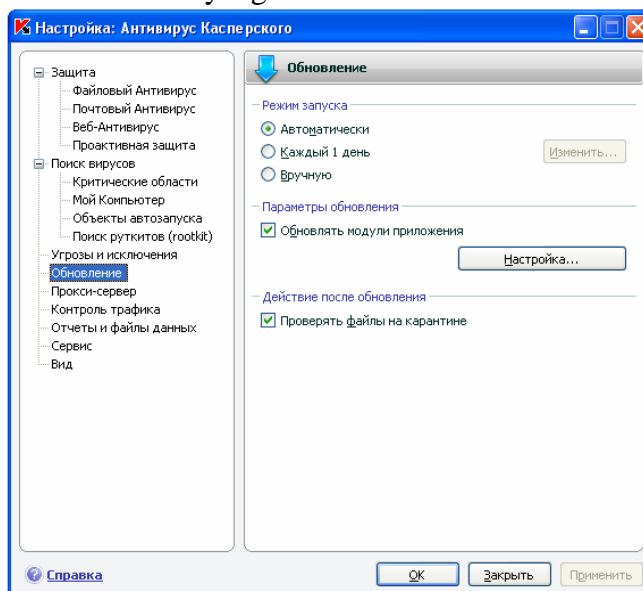 Настройка: Антивирус Касперского
Защита
Файловый Антивирус
Почтовый Антивирус
Веб-Антивирус
Проактивная защита
Поиск вирусов
Критические области
Мой Компьютер
Объекты автозапуска
Поиск руткитов (rootkit)
Угрозы и исключения
Обновление
Прокси-сервер
Контроль трафика
Отчеты и файлы данных
Сервис
Вид
Обновление
Режим запуска
Автоматически
Каждый 1 день
Изменить...
Вручную
Параметры обновления
Обновлять модули приложения
Настройка...
Действие после обновления
Проверять файлы на карантине
Справка
OK
Закрыть
Применить